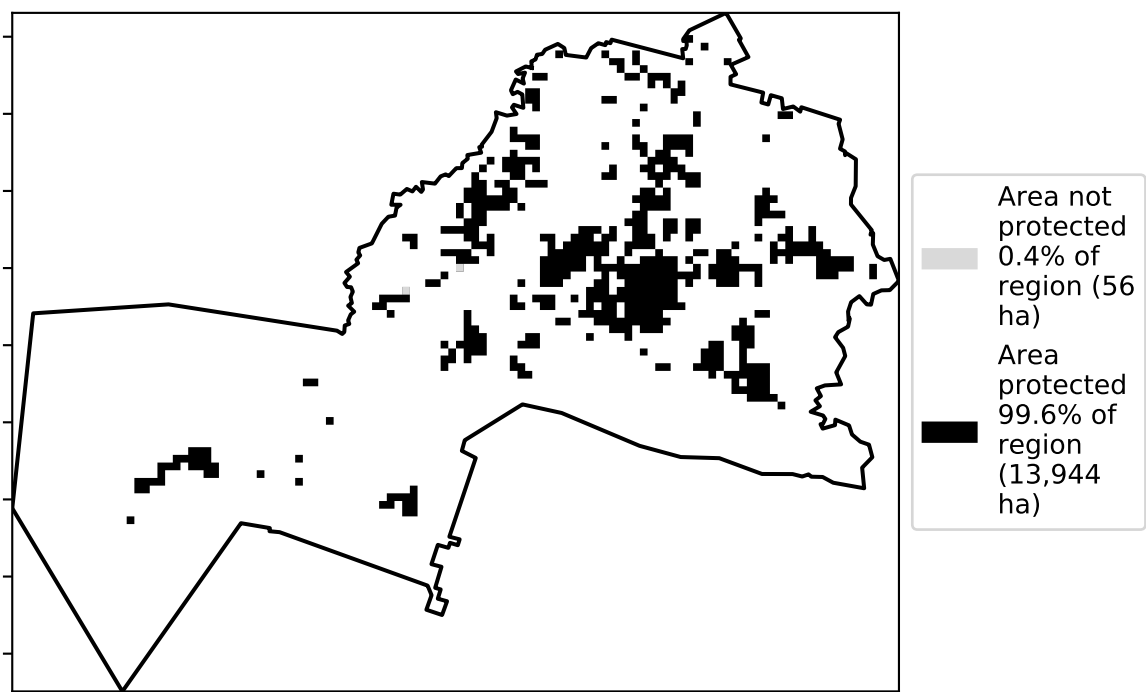 Area not
protected
0.4% of
region (56
ha)
Area
protected
99.6% of
region
(13,944
ha)